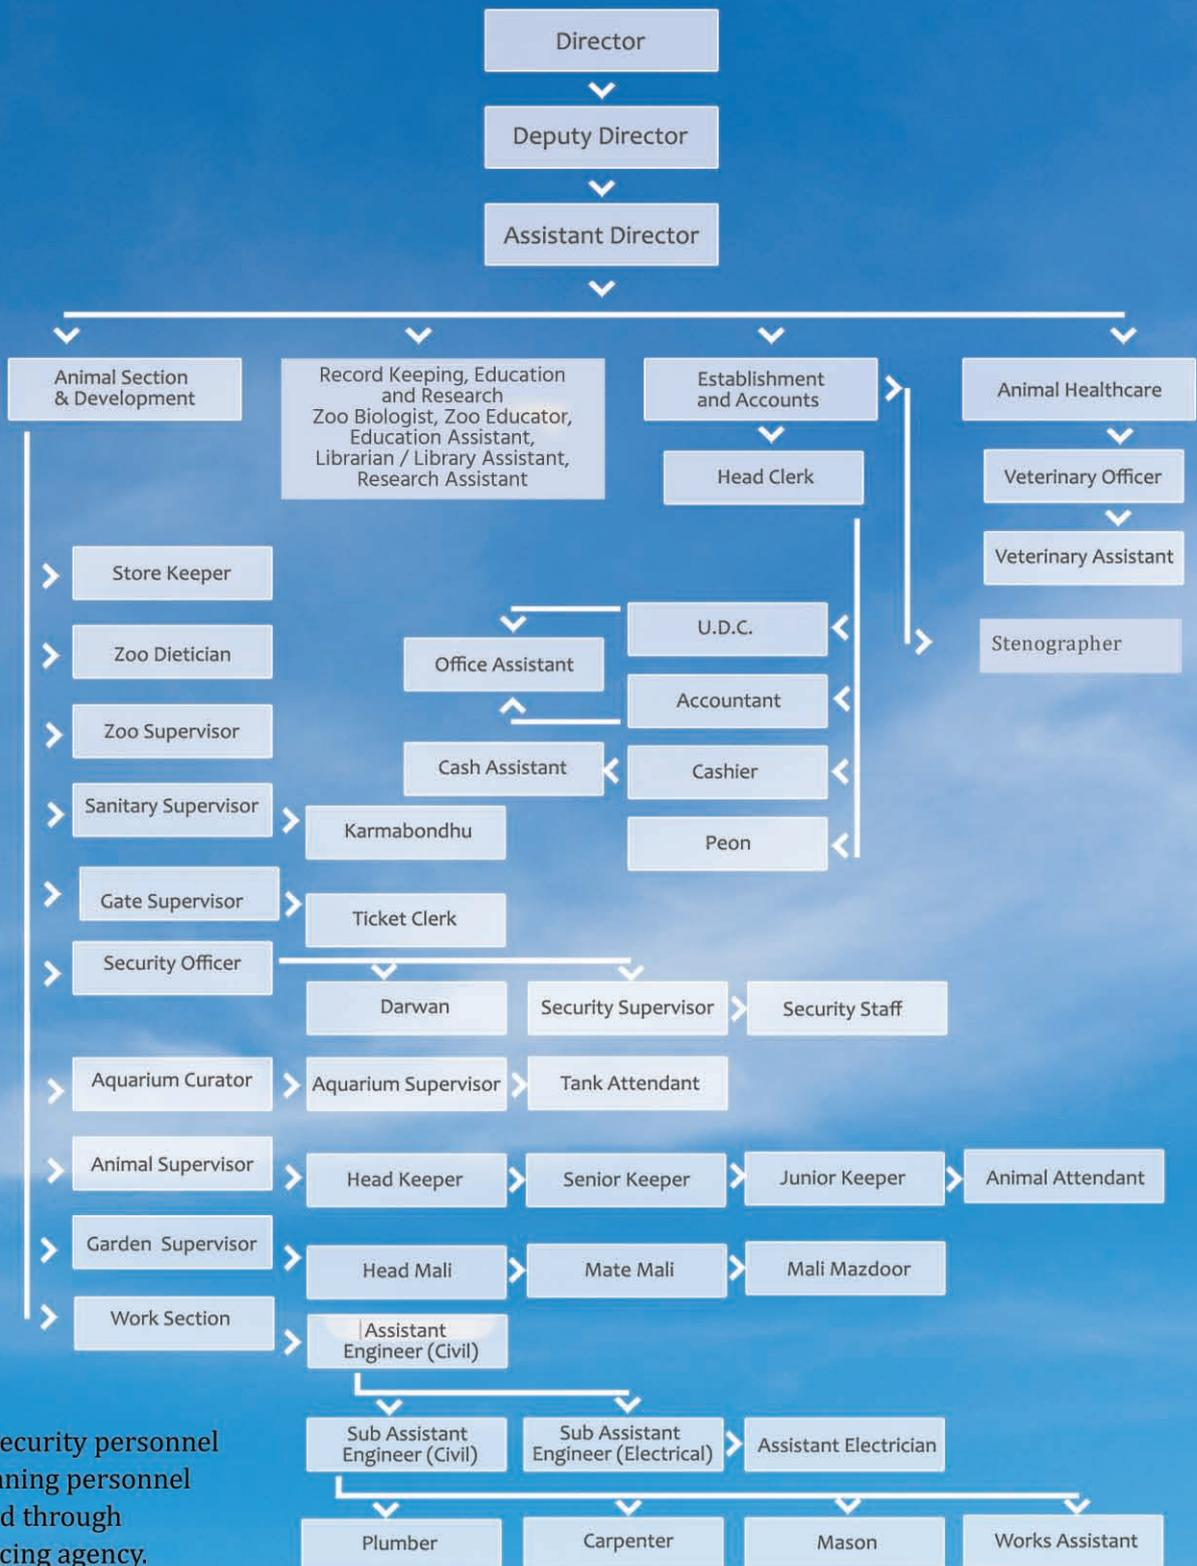 Director
Deputy Director
Assistant Director
Animal Section
& Development
Record Keeping, Education
and Research
Zoo Biologist, Zoo Educator,
Education Assistant,
Librarian / Library Assistant,
Research Assistant
Establishment
and Accounts
Animal Healthcare
Head Clerk
Veterinary Officer
Veterinary Assistant
Stenographer
U.D.C.
Office Assistant
Accountant
Cash Assistant
Cashier
Peon
Store Keeper
Zoo Dietician
Zoo Supervisor
Sanitary Supervisor
Karmabondhu
Gate Supervisor
Ticket Clerk
Security Officer
Darwan
Security Supervisor
Security Staff
Aquarium Curator
Aquarium Supervisor
Tank Attendant
Animal Supervisor
Head Keeper
Senior Keeper
Junior Keeper
Animal Attendant
Garden Supervisor
Head Mali
Mate Mali
Mali Mazdoor
Work Section
Assistant
Engineer (Civil)
Sub Assistant
Engineer (Civil)
Sub Assistant
Engineer (Electrical)
Assistant Electrician
Plumber
Carpenter
Mason
Works Assistant
ecurity personnel
personnel
through
agency.